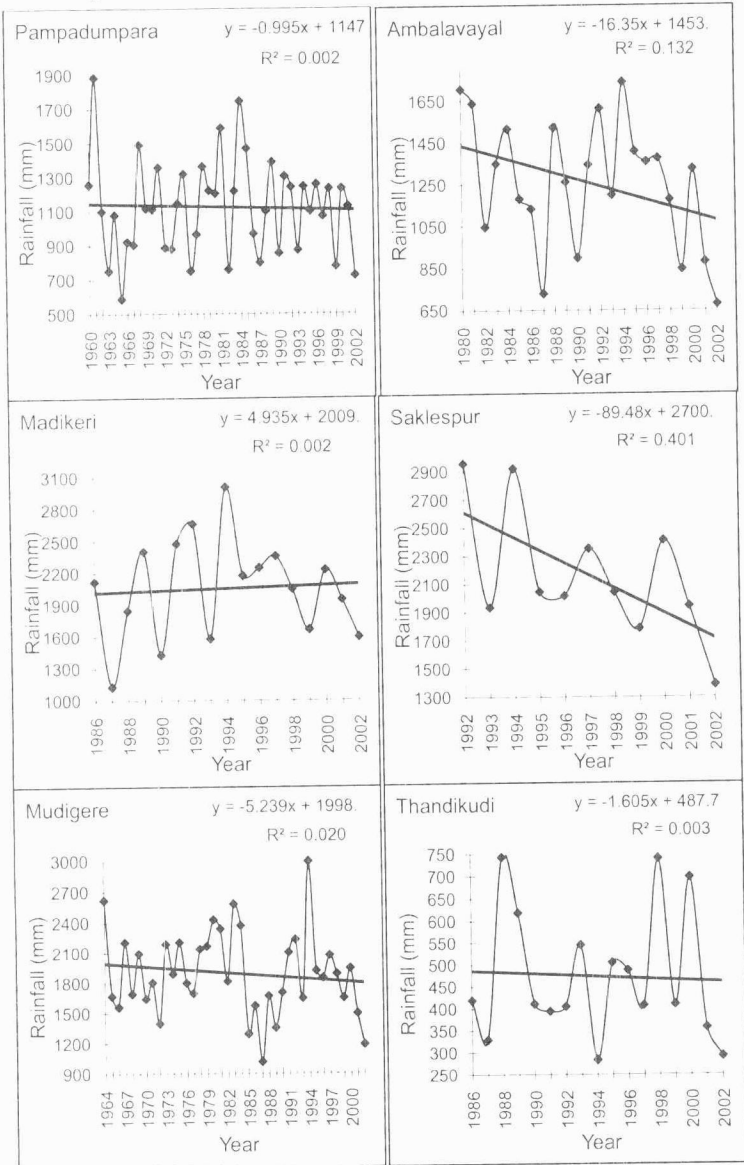 Pampadumpara
y = -0.995x + 1147
R² = 0.002
Rainfall (mm)
1900
1700
1500
1300
1100
900
700
500
1960 1963 1966 1969 1972 1975 1978 1981 1984 1987 1990 1993 1996 1999 2002
Year
Ambalavayal
y = -16.35x + 1453.
R² = 0.132
Rainfall (mm)
1650
1450
1250
1050
850
650
1980 1982 1984 1986 1988 1990 1992 1994 1996 1998 2000 2002
Year
Madikeri
y = 4.935x + 2009.
R² = 0.002
Rainfall (mm)
3100
2800
2500
2200
1900
1600
1300
1000
1986 1988 1990 1992 1994 1996 1998 2000 2002
Year
Saklespur
y = -89.48x + 2700.
R² = 0.401
Rainfall (mm)
2900
2700
2500
2300
2100
1900
1700
1500
1300
1992 1993 1994 1995 1996 1997 1998 1999 2000 2001 2002
Year
Mudigere
y = -5.239x + 1998.
R² = 0.020
Rainfall (mm)
3000
2700
2400
2100
1800
1500
1200
900
1964 1967 1970 1973 1976 1979 1982 1985 1988 1991 1994 1997 2000
Year
Thandikudi
y = -1.605x + 487.7
R² = 0.003
Rainfall (mm)
750
700
650
600
550
500
450
400
350
300
250
1986 1988 1990 1992 1994 1996 1998 2000 2002
Year